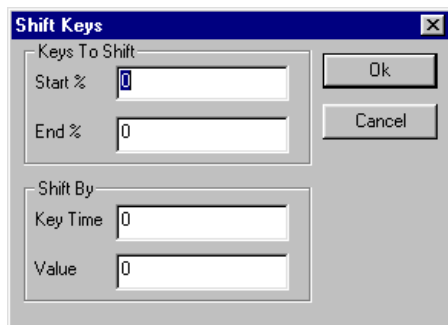 Shift Keys
Keys To Shift
Start % 0
End % 0
Ok
Cancel
Shift By
Key Time 0
Value 0